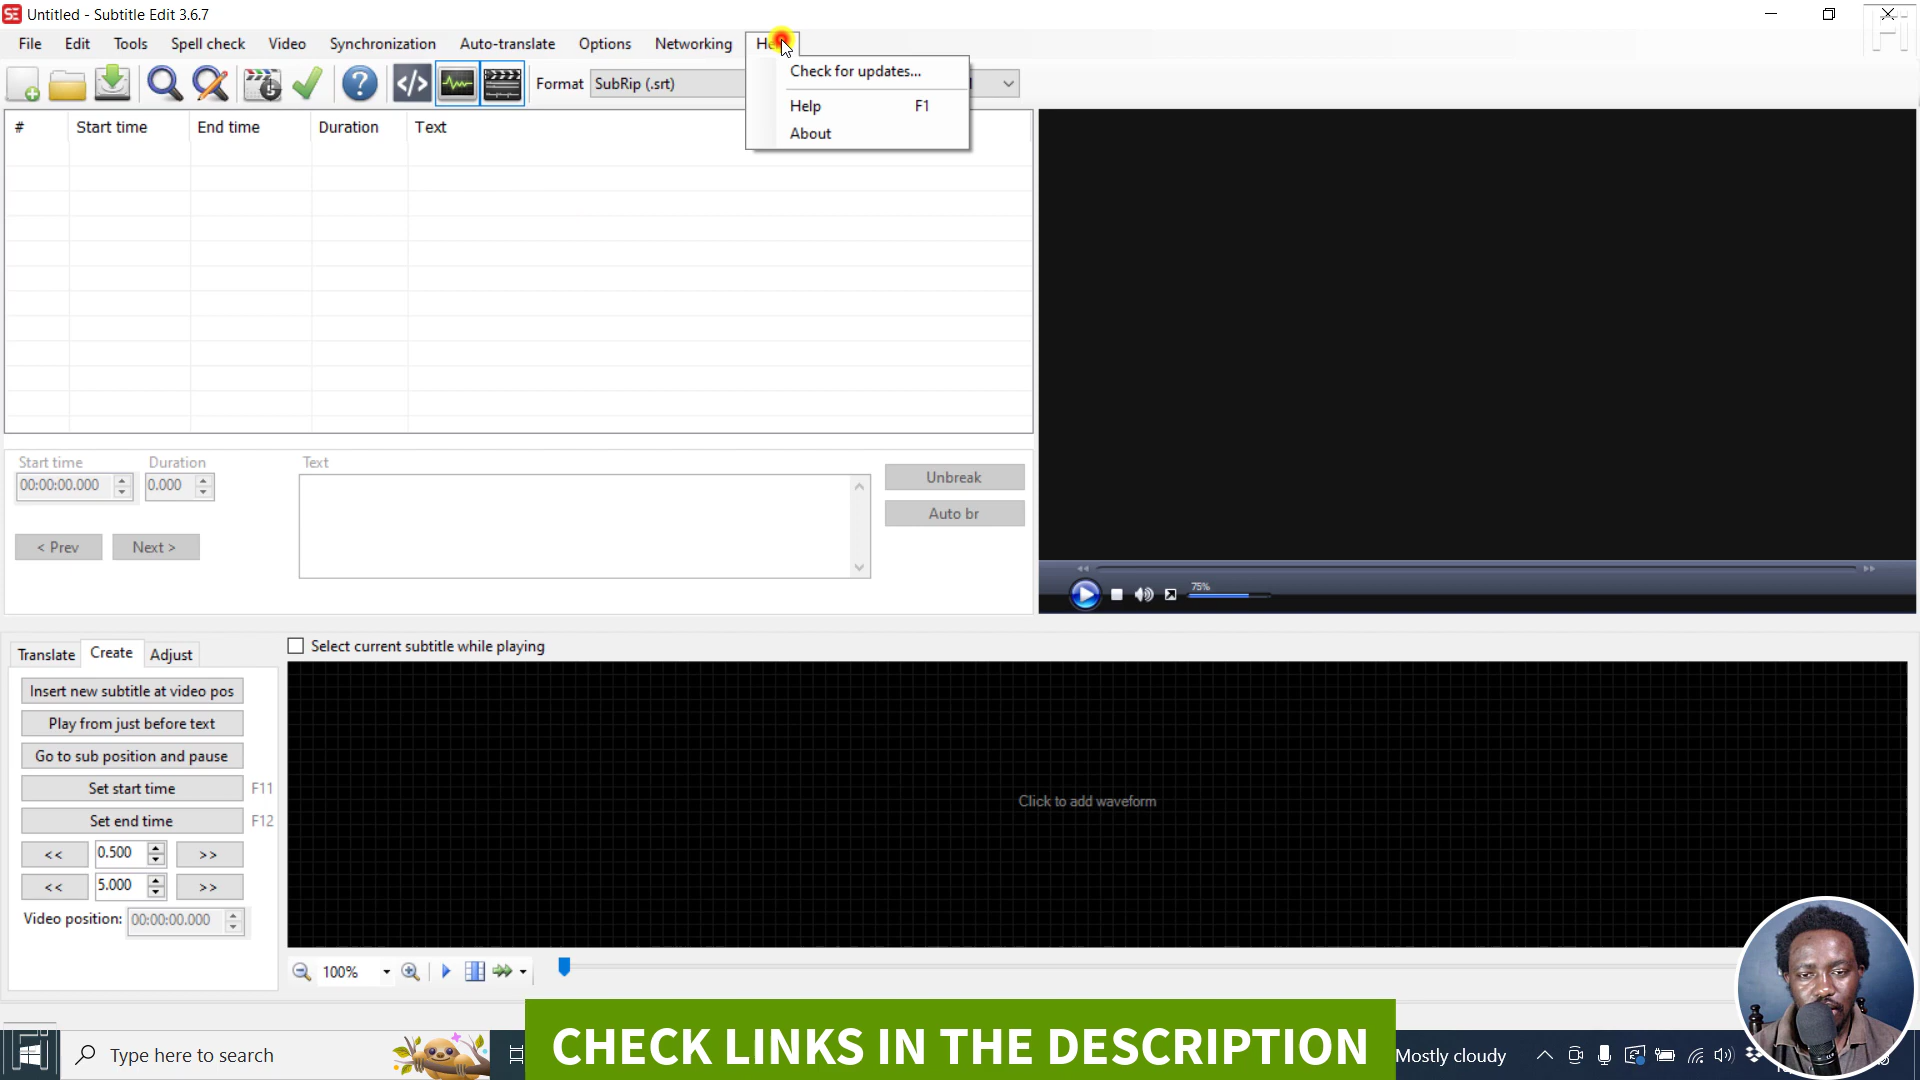 Untitled - Subtitle Edit 3.6.7
File Edit Tools Spell check Video Synchronization Auto-translate Options Networking
Check for updates...
Help F1
About
Format SubRip (.srt)
# Start time End time Duration Text
Start time Duration Text
00:00:00.000 0.000
Unbreak
Auto br
< Prev Next >
75%
Translate Create Adjust
Select current subtitle while playing
Insert new subtitle at video pos
Play from just before text
Go to sub position and pause
Set start time F11
Set end time F12
<< 0.500 >>
<< 5.000 >>
Video position: 00:00:00.000
Click to add waveform
100%
CHECK LINKS IN THE DESCRIPTION
Type here to search
Mostly cloudy